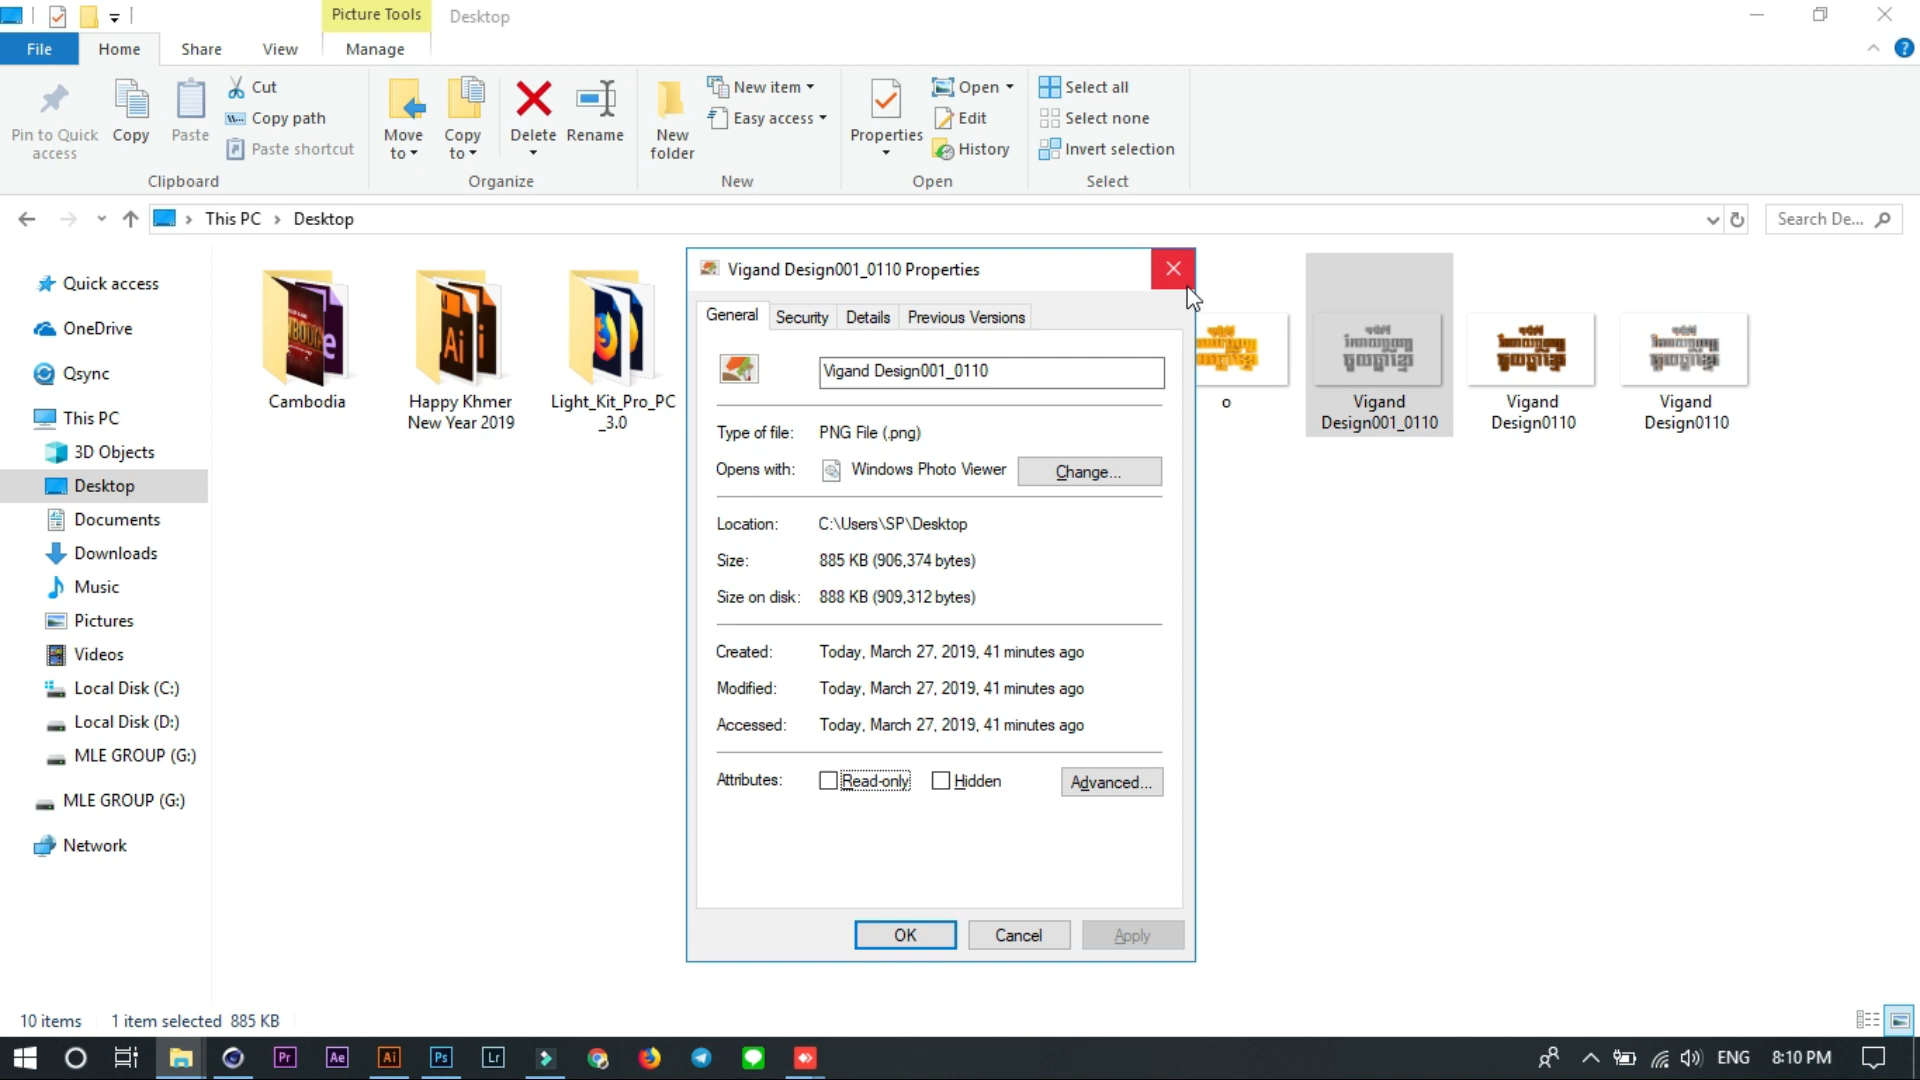 Picture Tools
Desktop
File
Home
Share
View
Manage
Pin to Quick access
Copy
Paste
Cut
Copy path
Paste shortcut
Clipboard
Move to
Copy to
Delete
Rename
Organize
New folder
New item
Easy access
New
Properties
Open
Edit
History
Open
Select all
Select none
Invert selection
Select
This PC
Desktop
Search De...
Quick access
OneDrive
Qsync
This PC
3D Objects
Desktop
Documents
Downloads
Music
Pictures
Videos
Local Disk (C:)
Local Disk (D:)
MLE GROUP (G:)
MLE GROUP (G:)
Network
Cambodia
Happy Khmer
New Year 2019
Light_Kit_Pro_PC
_3.0
o
Vigand
Design001_0110
Vigand
Design0110
Vigand
Design0110
Vigand Design001_0110 Properties
General
Security
Details
Previous Versions
Vigand Design001_0110
Type of file: PNG File (.png)
Opens with: Windows Photo Viewer Change...
Location: C:\Users\SP\Desktop
Size: 885 KB (906,374 bytes)
Size on disk: 888 KB (909,312 bytes)
Created: Today, March 27, 2019, 41 minutes ago
Modified: Today, March 27, 2019, 41 minutes ago
Accessed: Today, March 27, 2019, 41 minutes ago
Attributes: Read-only Hidden Advanced...
OK Cancel Apply
10 items 1 item selected 885 KB
Pr Ae Ai Ps Lr
ENG 8:10 PM